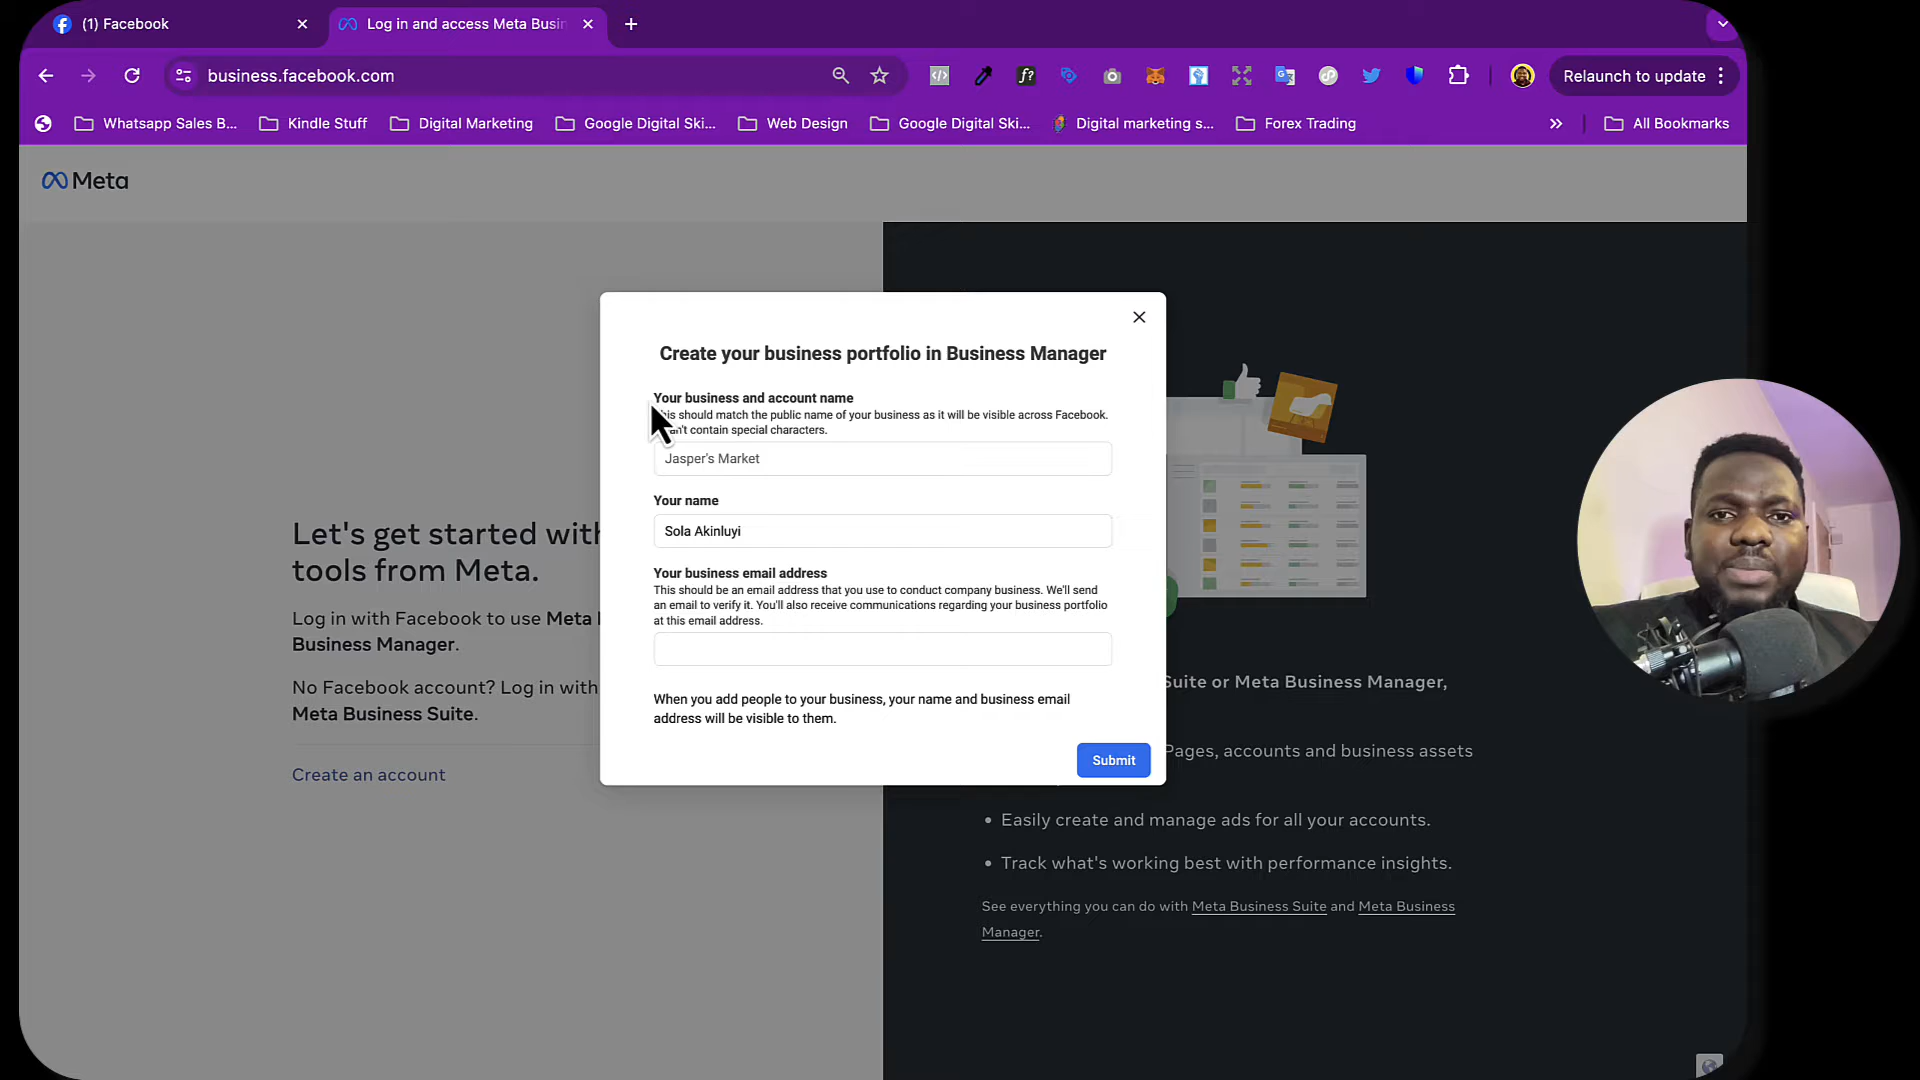 (1) Facebook
Log in and access Meta Busin
business.facebook.com
Relaunch to update
Whatsapp Sales B...
Kindle Stuff
Digital Marketing
Google Digital Ski...
Web Design
Google Digital Ski...
Digital marketing s...
Forex Trading
All Bookmarks
Meta
Create your business portfolio in Business Manager
Your business and account name
should match the public name of your business as it will be visible across Facebook.
contain special characters.
Jasper's Market
Your name
Sola Akinluyi
Your business email address
This should be an email address that you use to conduct company business. We'll send
an email to verify it. You'll also receive communications regarding your business portfolio
at this email address.
When you add people to your business, your name and business email
address will be visible to them.
Submit
Let's get started with
tools from Meta.
Log in with Facebook to use Meta
Business Manager.
No Facebook account? Log in with
Meta Business Suite.
Create an account
Suite or Meta Business Manager,
Pages, accounts and business assets
• Easily create and manage ads for all your accounts.
• Track what's working best with performance insights.
See everything you can do with Meta Business Suite and Meta Business
Manager.